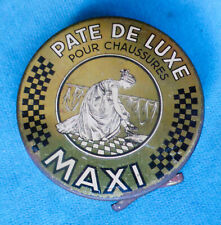 PATE DE LUXE
POUR CHAUSSURES
MAXI